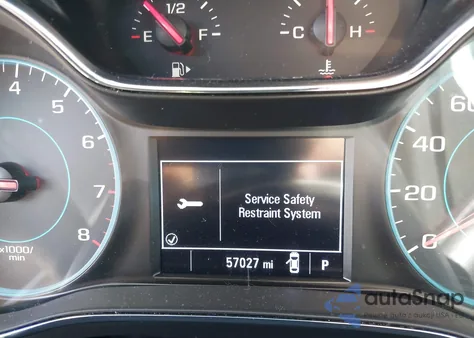 1/2
E F
C H
4
5
6
7
8
x1000/
min
60
40
20
0
Service Safety
Restraint System
57027 mi P
autoSnap